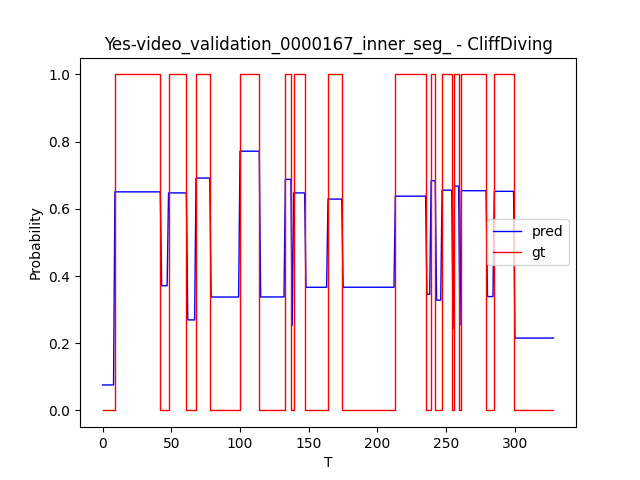 Yes-video_validation_0000167_inner_seg_ - CliffDiving
1.0
0.8
0.6
0.4
0.2
0.0
Probability
pred
gt
0 50 100 150 200 250 300
T